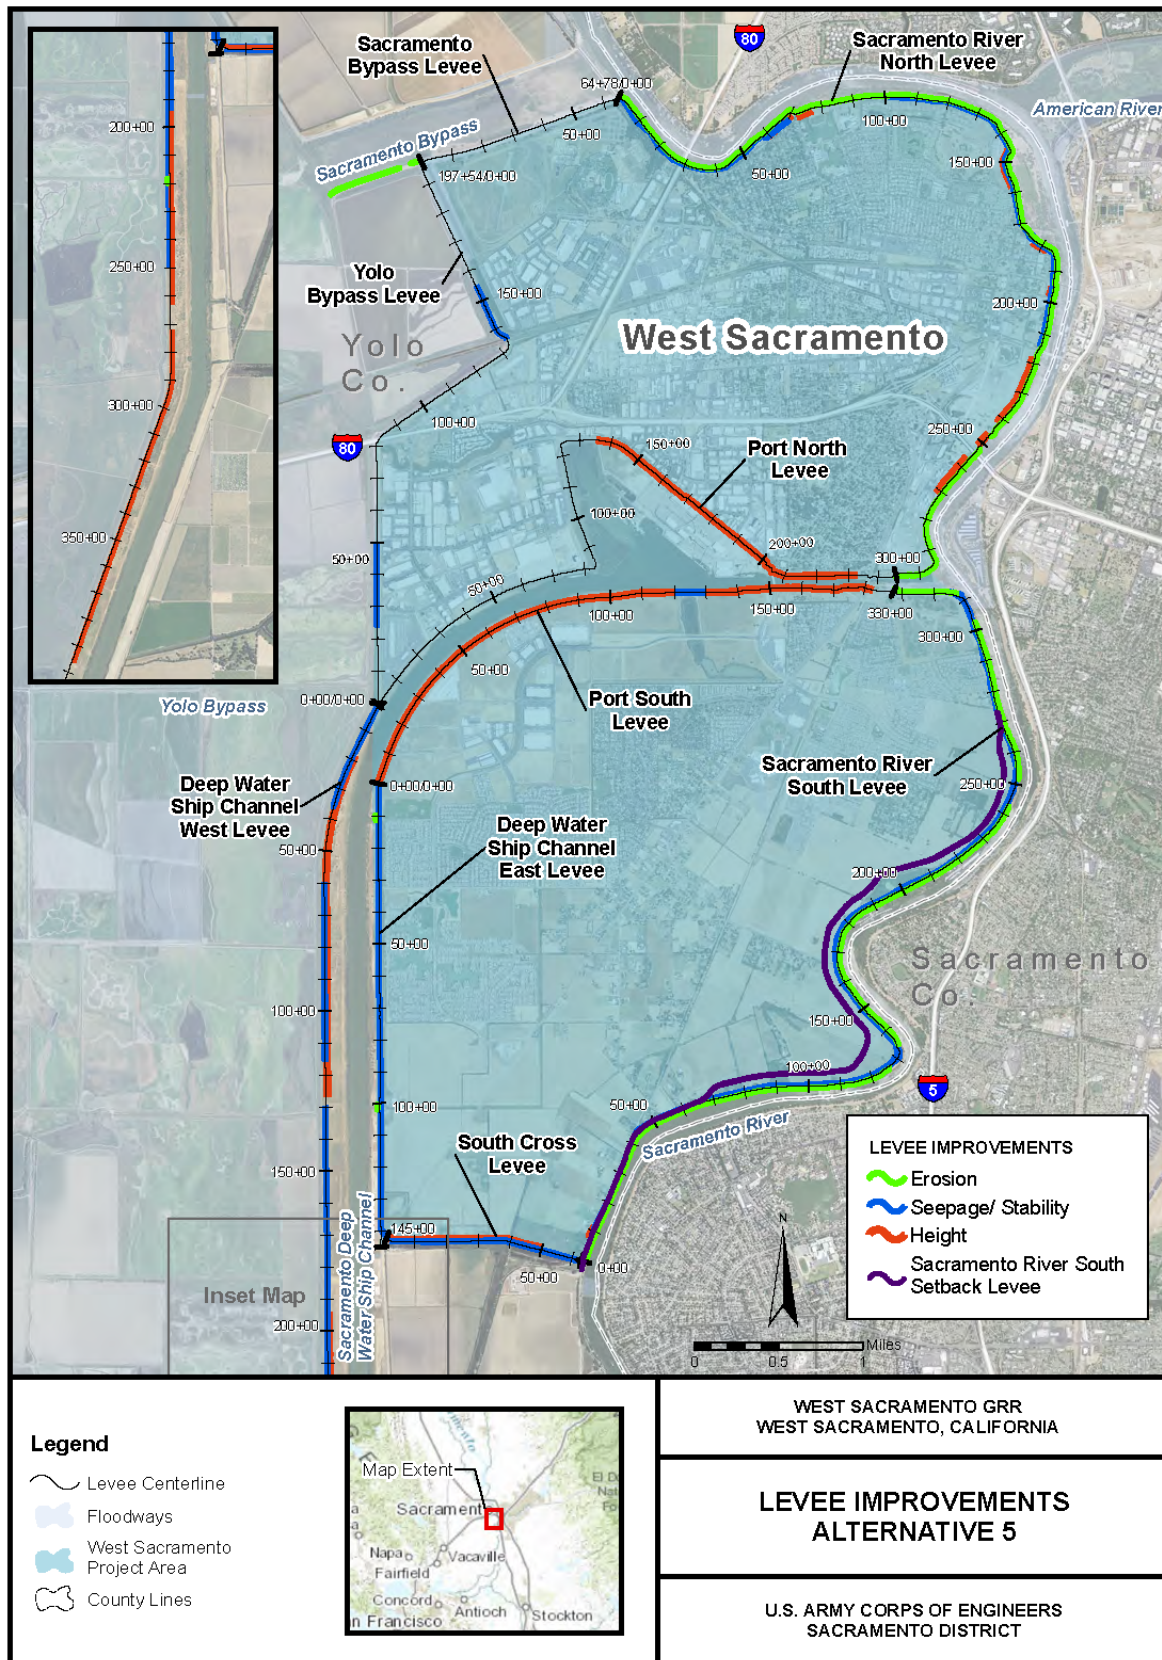 Sacramento
Bypass Levee
80
Sacramento River
North Levee
64+78/0+00
American River
50+00
100+00
Sacramento Bypass
197+54/0+00
50+00
150+00
200+00
250+00
300+00
350+00
Yolo
Bypass Levee
150+00
200+00
West Sacramento
Yolo
Co.
100+00
80
250+00
150+00
Port North
Levee
100+00
200+00
50+00
50+00
300+00
330+00
100+00
150+00
300+00
50+00
Port South
Levee
0+00/0+00
Yolo Bypass
Sacramento River
South Levee
Deep Water
Ship Channel
West Levee
0+00/0+00
250+00
Deep Water
Ship Channel
East Levee
50+00
200+00
50+00
Sacramento
Co.
100+00
150+00
100+00
5
100+00
50+00
Sacramento River
South Cross
Levee
150+00
145+00
50+00
0+00
Inset Map
200+00
Sacramento Deep
Water Ship Channel
LEVEE IMPROVEMENTS
Erosion
Seepage/ Stability
Height
Sacramento River South
Setback Levee
N
0 0.5 1
Miles
Legend
Levee Centerline
Floodways
West Sacramento
Project Area
County Lines
Map Extent
Sacrament
Napa
Vacaville
Fairfield
Concord
Antioch
Stockton
n Francisco
El D
Nat
Fo
WEST SACRAMENTO GRR
WEST SACRAMENTO, CALIFORNIA
LEVEE IMPROVEMENTS
ALTERNATIVE 5
U.S. ARMY CORPS OF ENGINEERS
SACRAMENTO DISTRICT